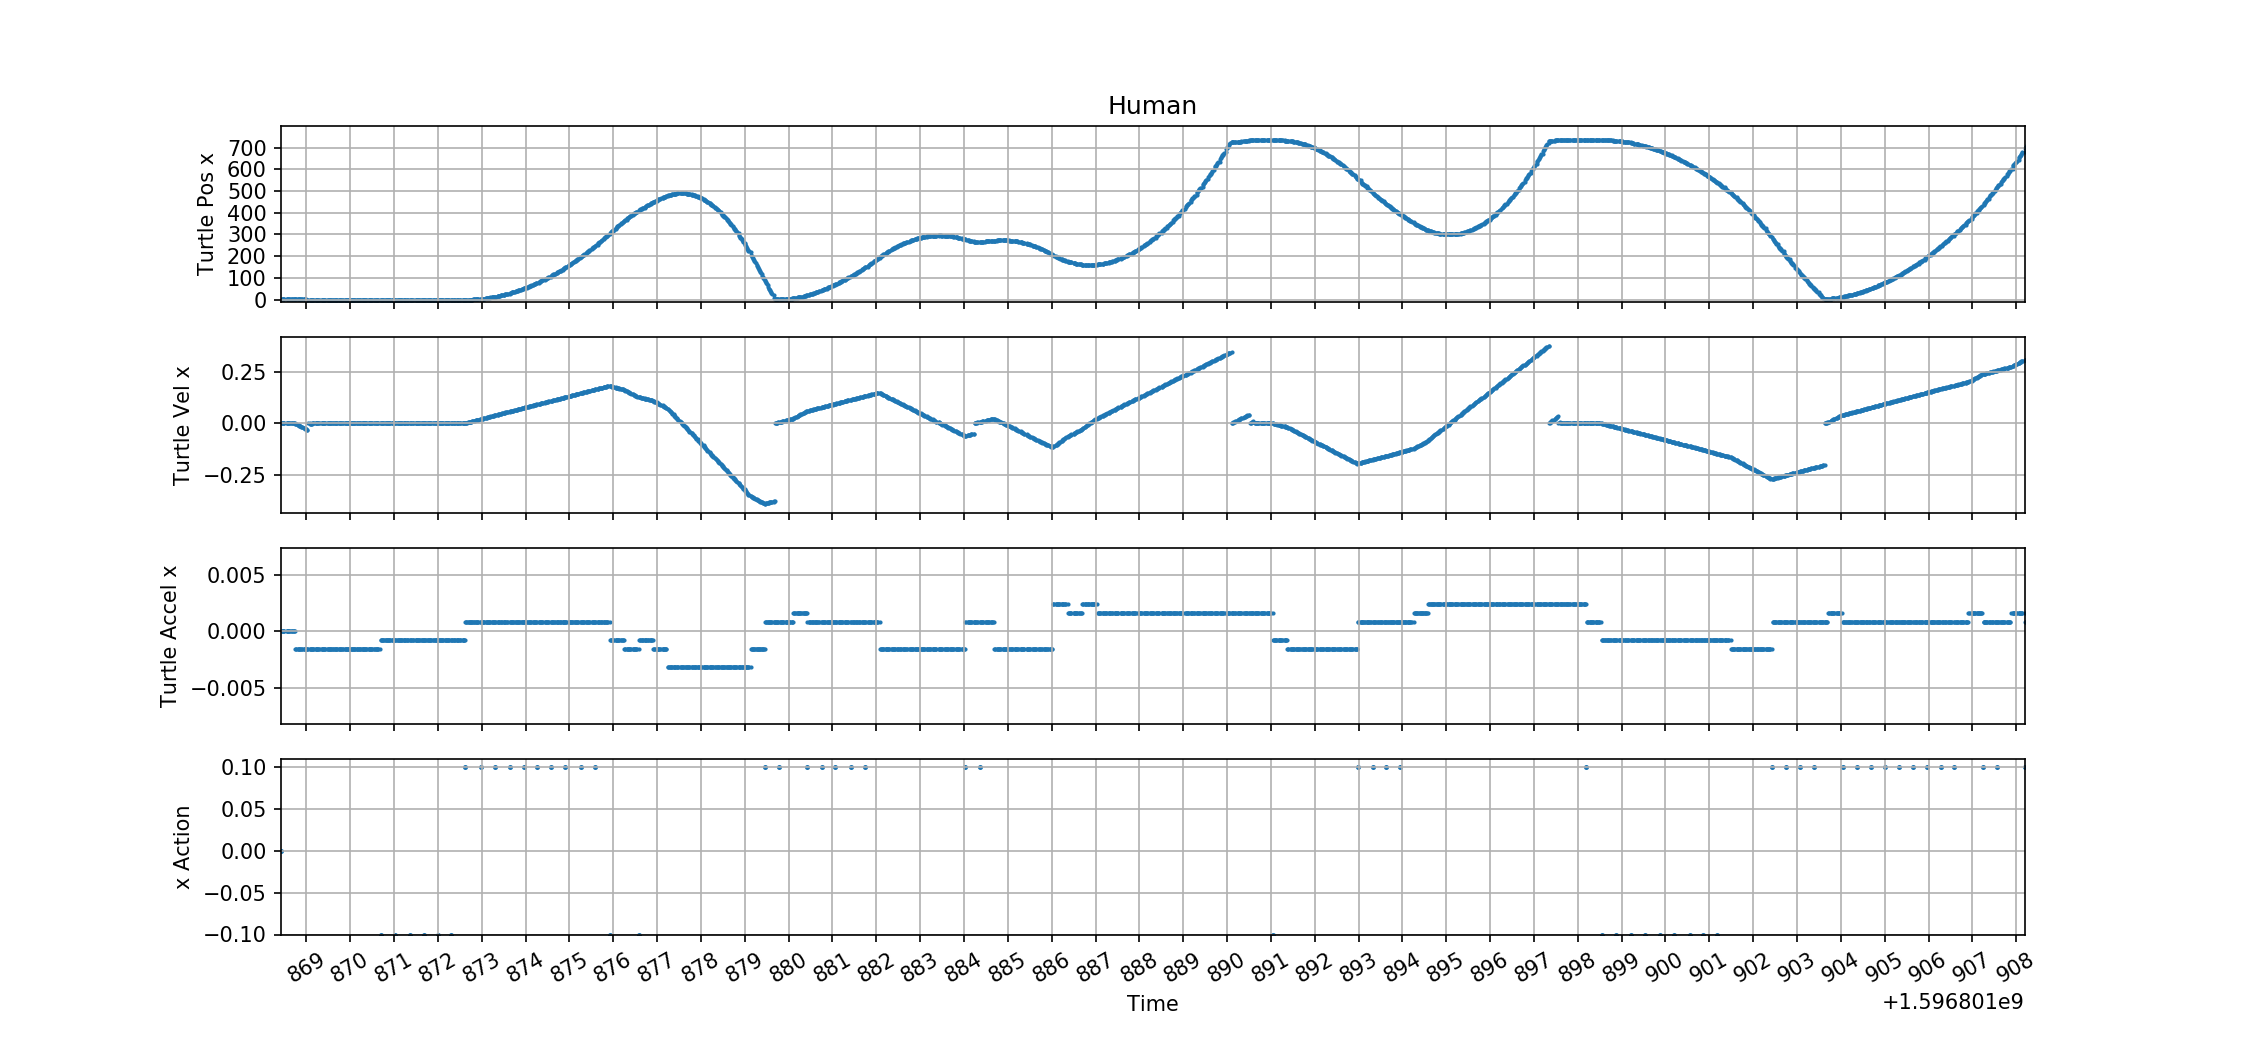 Human
Turtle Pos x
700
600
500
400
300
200
100
0
Turtle Vel x
0.25
0.00
−0.25
Turtle Accel x
0.005
0.000
−0.005
x Action
0.10
0.05
0.00
−0.05
−0.10
869 870 871 872 873 874 875 876 877 878 879 880 881 882 883 884 885 886 887 888 889 890 891 892 893 894 895 896 897 898 899 900 901 902 903 904 905 906 907 908
Time
+1.596801e9